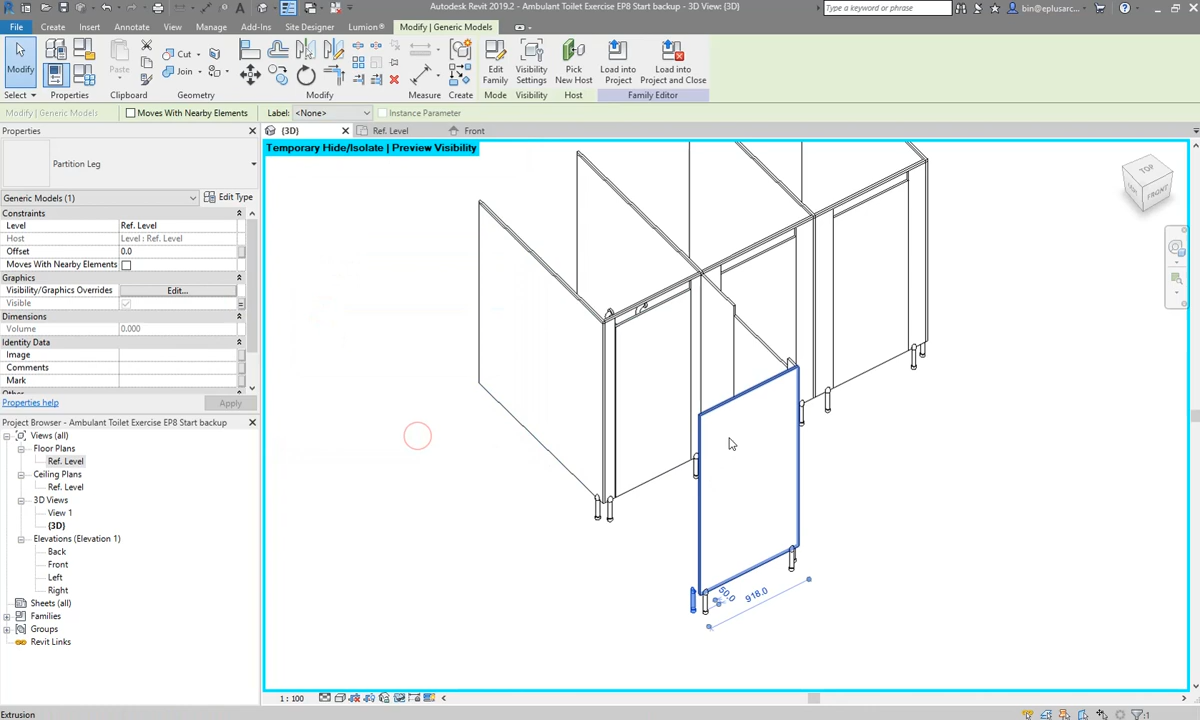 Autodesk Revit 2019.2 - Ambulant Toilet Exercise EP8 Start backup - 3D View: {3D}
Type a keyword or phrase
bin@eplusarc...
File Create Insert Annotate View Manage Add-Ins Site Designer Lumion® Modify | Generic Models
Modify
Paste
Cut
Join
Edit Family
Visibility Settings
Pick New Host
Load into Project
Load into Project and Close
Select Properties Clipboard Geometry Modify Measure Create Mode Visibility Host Family Editor
Modify | Generic Models
Moves With Nearby Elements
Label: <None>
Instance Parameter
Properties
(3D)
Ref. Level
Front
Temporary Hide/Isolate | Preview Visibility
Partition Leg
Generic Models (1)
Edit Type
Constraints
Level Ref. Level
Host Level : Ref. Level
Offset 0.0
Moves With Nearby Elements
Graphics
Visibility/Graphics Overrides Edit...
Visible
Dimensions
Volume 0.000
Identity Data
Image
Comments
Mark
Properties help
Apply
Project Browser - Ambulant Toilet Exercise EP8 Start backup
Views (all)
Floor Plans
Ref. Level
Ceiling Plans
Ref. Level
3D Views
View 1
(3D)
Elevations (Elevation 1)
Back
Front
Left
Right
Sheets (all)
Families
Groups
Revit Links
TOP
FRONT
50.0
918.0
1 : 100
Extrusion
:1